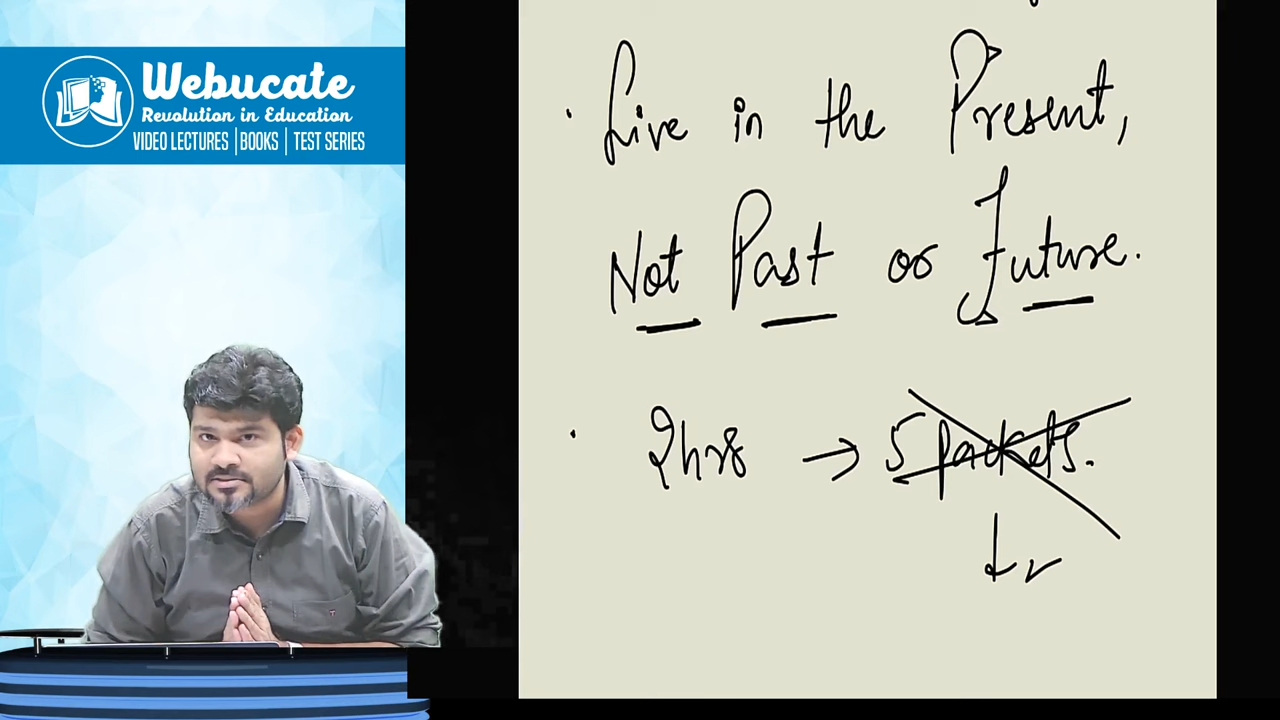 Webucate
Revolution in Education
VIDEO LECTURES | BOOKS | TEST SERIES
· Live in the Present,
Not Past or Future.
· 2hrs → 5 Packets.